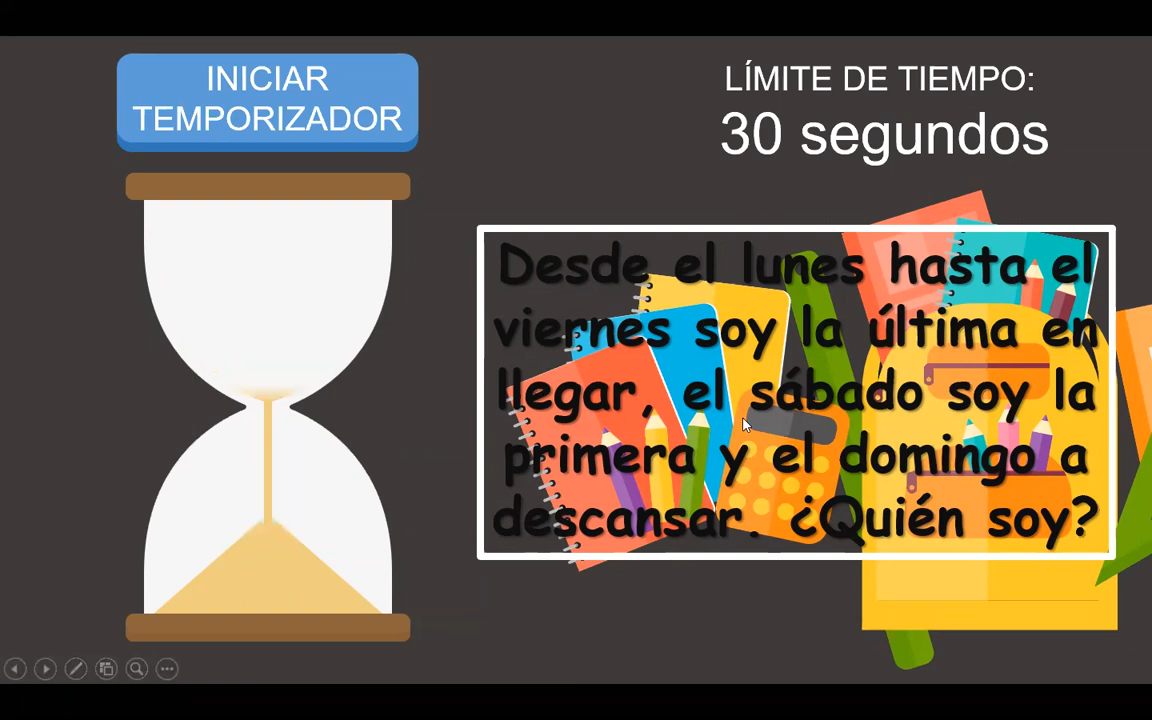 INICIAR
TEMPORIZADOR
LÍMITE DE TIEMPO:
30 segundos
Desde el lunes hasta el
viernes soy la última en
llegar, el sábado soy la
primera y el domingo a
descansar. ¿Quién soy?